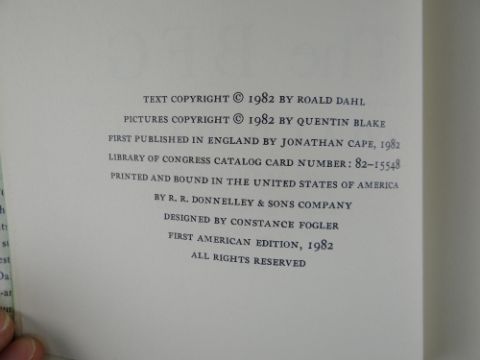 The BFG
TEXT COPYRIGHT © 1982 BY ROALD DAHL
PICTURES COPYRIGHT © 1982 BY QUENTIN BLAKE
FIRST PUBLISHED IN ENGLAND BY JONATHAN CAPE, 1982
LIBRARY OF CONGRESS CATALOG CARD NUMBER: 82-15548
PRINTED AND BOUND IN THE UNITED STATES OF AMERICA
BY R. R. DONNELLEY & SONS COMPANY
DESIGNED BY CONSTANCE FOGLER
FIRST AMERICAN EDITION, 1982
ALL RIGHTS RESERVED